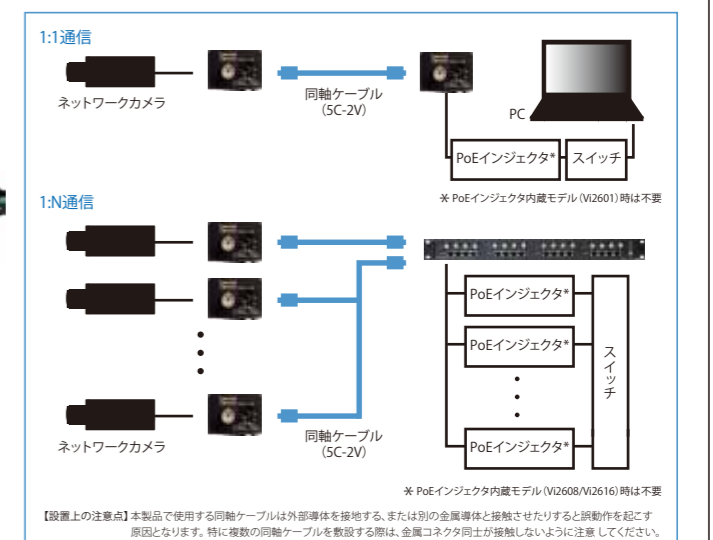 1:1通信
ネットワークカメラ
同軸ケーブル
(5C-2V)
PC
PoEインジェクタ*
スイッチ
* PoEインジェクタ内蔵モデル(Vi2601)時は不要
1:N通信
PoEインジェクタ*
PoEインジェクタ*
スイッチ
PoEインジェクタ*
ネットワークカメラ
同軸ケーブル
(5C-2V)
* PoEインジェクタ内蔵モデル(Vi2608/Vi2616)時は不要
【設置上の注意点】本製品で使用する同軸ケーブルは外部導体を接地する、または別の金属導体と接触させたりすると誤動作を起こす
原因となります。特に複数の同軸ケーブルを敷設する際は、金属コネクタ同士が接触しないように注意してください。